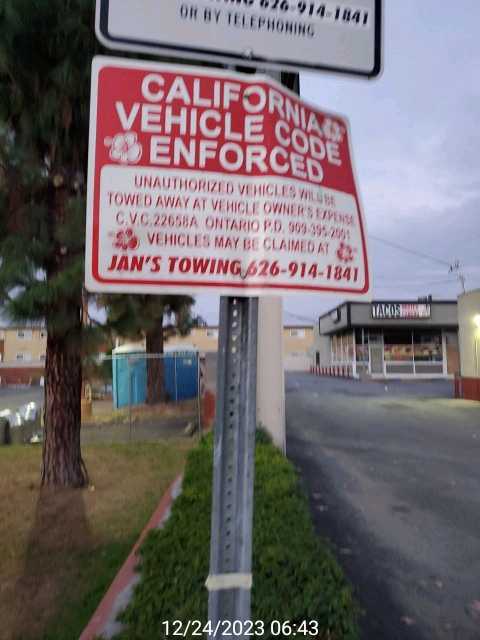 TOWING 626-914-1841
OR BY TELEPHONING
CALIFORNIA
VEHICLE CODE
ENFORCED
UNAUTHORIZED VEHICLES WILL BE
TOWED AWAY AT VEHICLE OWNER'S EXPENSE
C.V.C.22658A ONTARIO P.D. 909-395-2001
VEHICLES MAY BE CLAIMED AT
JAN'S TOWING 626-914-1841
TACOS
12/24/2023 06:43